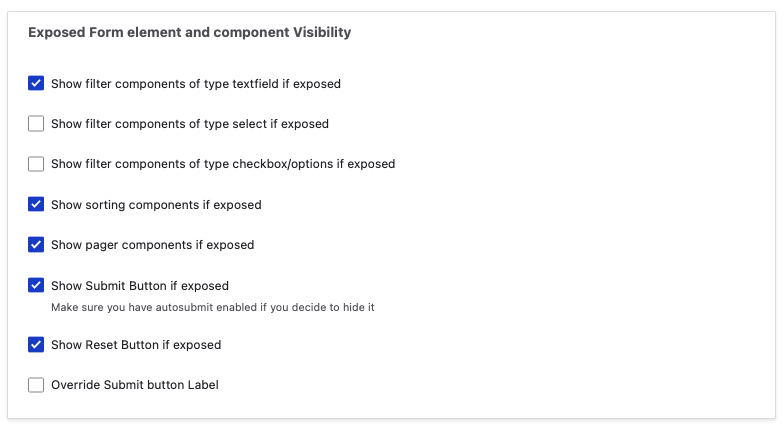 Exposed Form element and component Visibility
Show filter components of type textfield if exposed
Show filter components of type select if exposed
Show filter components of type checkbox/options if exposed
Show sorting components if exposed
Show pager components if exposed
Show Submit Button if exposed
Make sure you have autosubmit enabled if you decide to hide it
Show Reset Button if exposed
Override Submit button Label